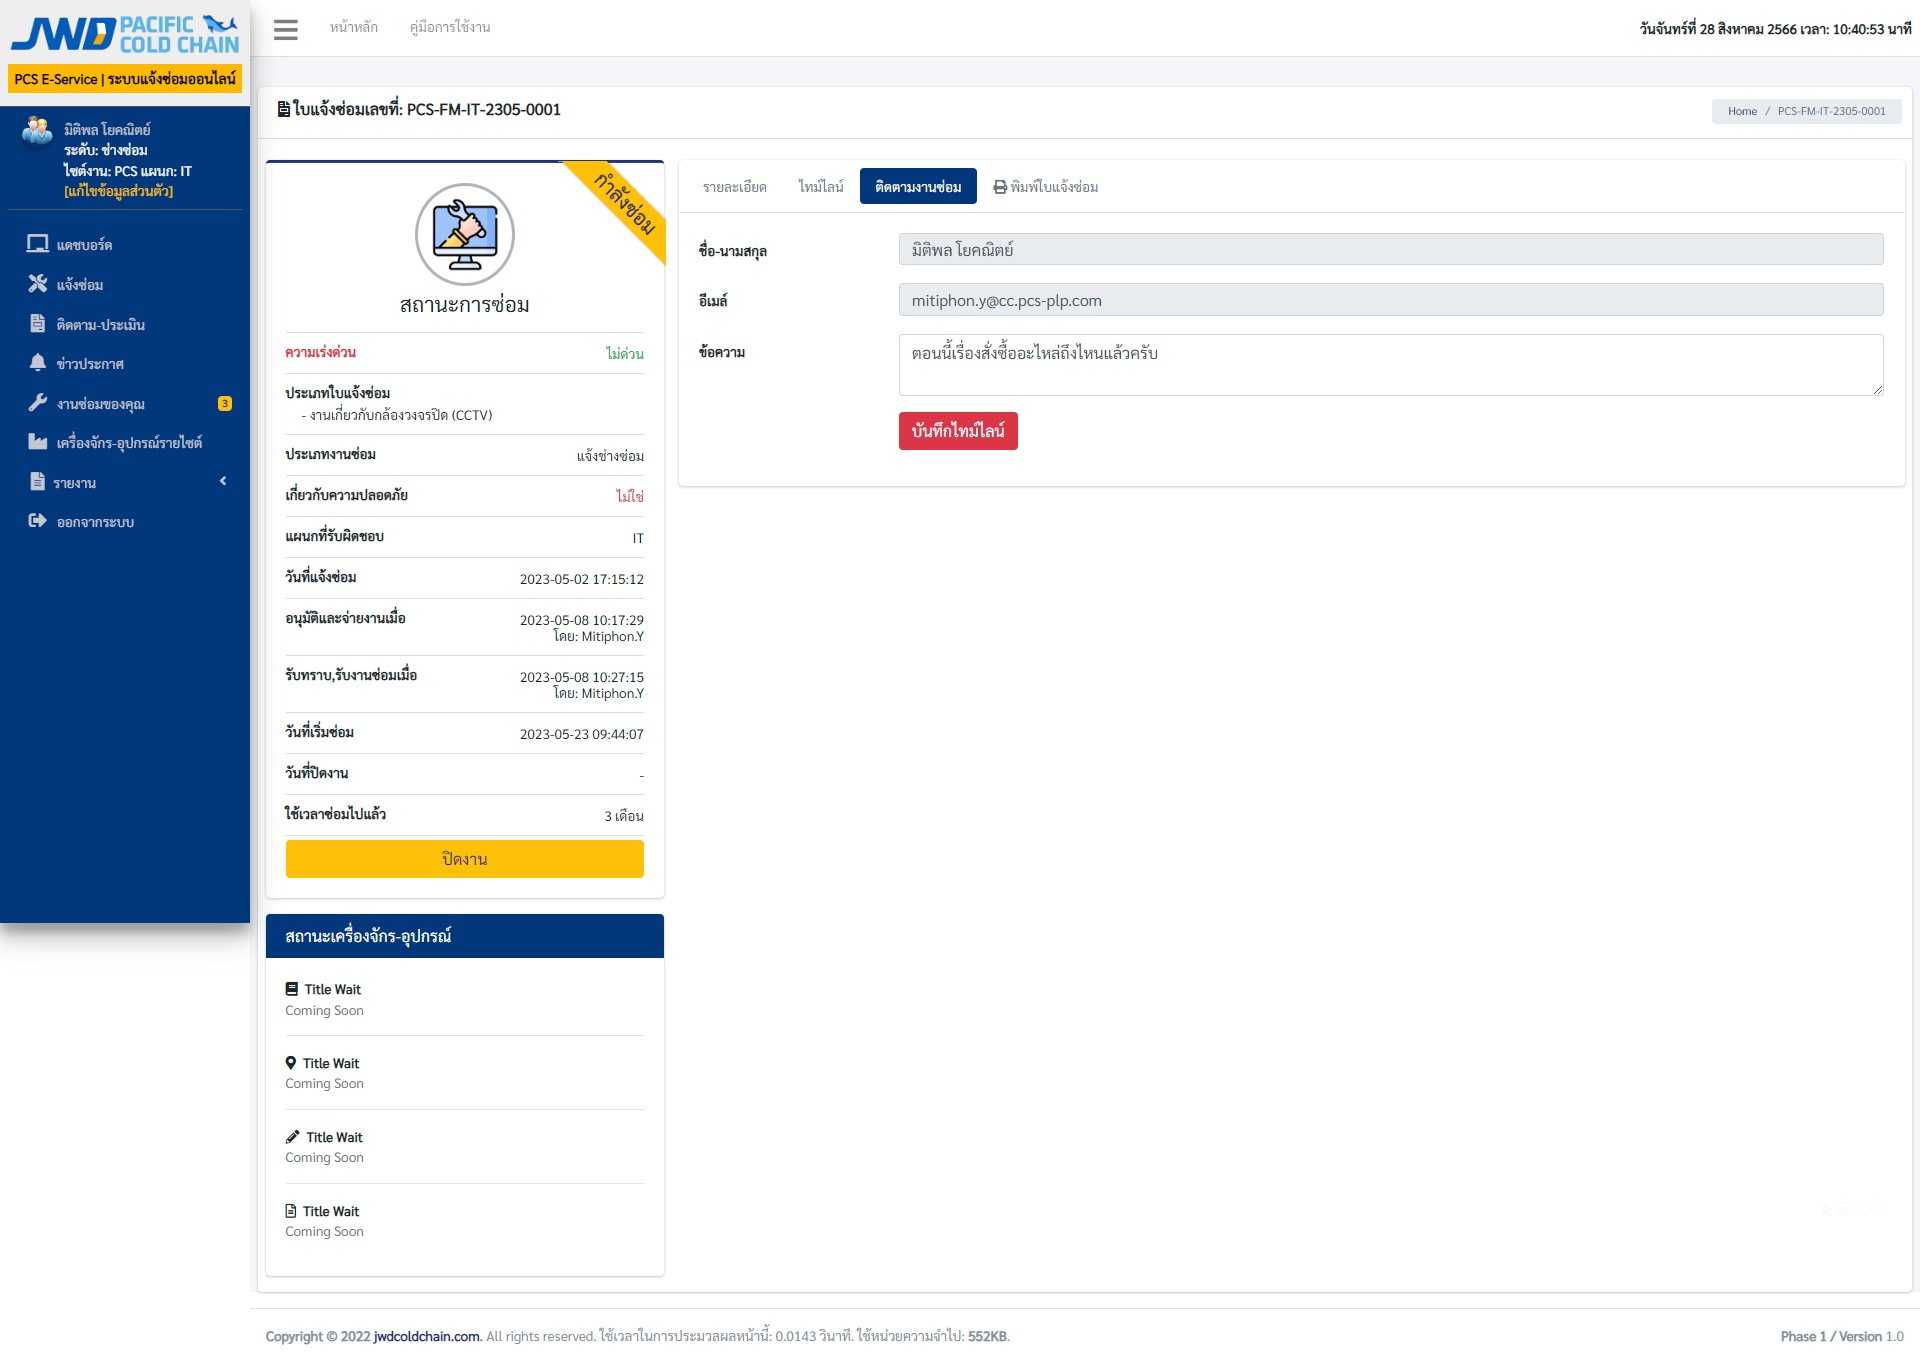 JWD PACIFIC COLD CHAIN
PCS E-Service | ระบบแจ้งซ่อมออนไลน์
มิติพล โยคณิตย์
ระดับ: ช่างซ่อม
ไซต์งาน: PCS แผนก: IT
[แก้ไขข้อมูลส่วนตัว]
แดชบอร์ด
แจ้งซ่อม
ติดตาม-ประเมิน
ข่าวประกาศ
งานซ่อมของคุณ 3
เครื่องจักร-อุปกรณ์รายไซต์
รายงาน
ออกจากระบบ
หน้าหลัก คู่มือการใช้งาน
วันจันทร์ที่ 28 สิงหาคม 2566 เวลา: 10:40:53 นาที
ใบแจ้งซ่อมเลขที่: PCS-FM-IT-2305-0001
Home / PCS-FM-IT-2305-0001
กำลังซ่อม
สถานะการซ่อม
ความเร่งด่วน ไม่ด่วน
ประเภทใบแจ้งซ่อม
- งานเกี่ยวกับกล้องวงจรปิด (CCTV)
ประเภทงานซ่อม แจ้งช่างซ่อม
เกี่ยวกับความปลอดภัย ไม่ใช่
แผนกที่รับผิดชอบ IT
วันที่แจ้งซ่อม 2023-05-02 17:15:12
อนุมัติและจ่ายงานเมื่อ 2023-05-08 10:17:29
โดย: Mitiphon.Y
รับทราบ,รับงานซ่อมเมื่อ 2023-05-08 10:27:15
โดย: Mitiphon.Y
วันที่เริ่มซ่อม 2023-05-23 09:44:07
วันที่ปิดงาน -
ใช้เวลาซ่อมไปแล้ว 3 เดือน
ปิดงาน
สถานะเครื่องจักร-อุปกรณ์
Title Wait
Coming Soon
Title Wait
Coming Soon
Title Wait
Coming Soon
Title Wait
Coming Soon
รายละเอียด ไทม์ไลน์ ติดตามงานซ่อม พิมพ์ใบแจ้งซ่อม
ชื่อ-นามสกุล มิติพล โยคณิตย์
อีเมล์ mitiphon.y@cc.pcs-plp.com
ข้อความ ตอนนี้เรื่องสั่งซื้ออะไหล่ถึงไหนแล้วครับ
บันทึกไทม์ไลน์
Copyright © 2022 jwdcoldchain.com. All rights reserved. ใช้เวลาในการประมวลผลหน้านี้: 0.0143 วินาที. ใช้หน่วยความจำไป: 552KB.
Phase 1 / Version 1.0